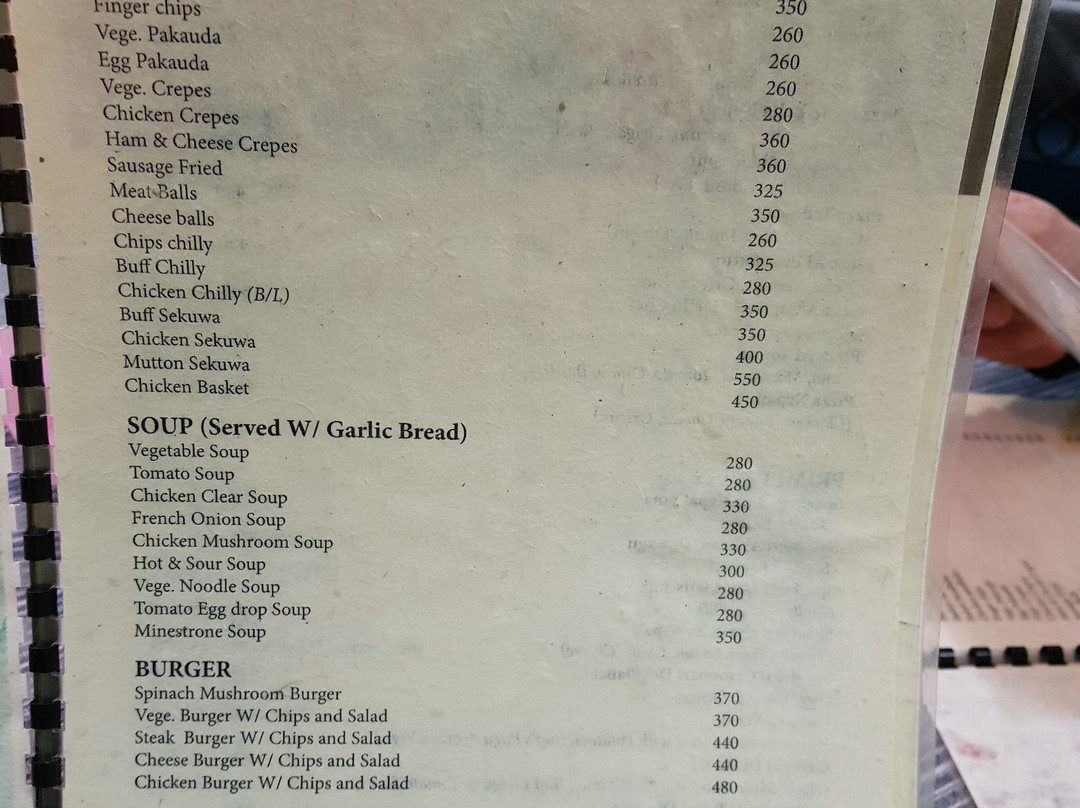 Finger chips 350
Vege. Pakauda 260
Egg Pakauda 260
Vege. Crepes 260
Chicken Crepes 280
Ham & Cheese Crepes 360
Sausage Fried 360
Meat Balls 325
Cheese balls 350
Chips chilly 260
Buff Chilly 325
Chicken Chilly (B/L) 280
Buff Sekuwa 350
Chicken Sekuwa 350
Mutton Sekuwa 400
Chicken Basket 550
450
SOUP (Served W/ Garlic Bread)
Vegetable Soup 280
Tomato Soup 280
Chicken Clear Soup 330
French Onion Soup 280
Chicken Mushroom Soup 330
Hot & Sour Soup 300
Vege. Noodle Soup 280
Tomato Egg drop Soup 280
Minestrone Soup 350
BURGER
Spinach Mushroom Burger 370
Vege. Burger W/ Chips and Salad 370
Steak Burger W/ Chips and Salad 440
Cheese Burger W/ Chips and Salad 440
Chicken Burger W/ Chips and Salad 480